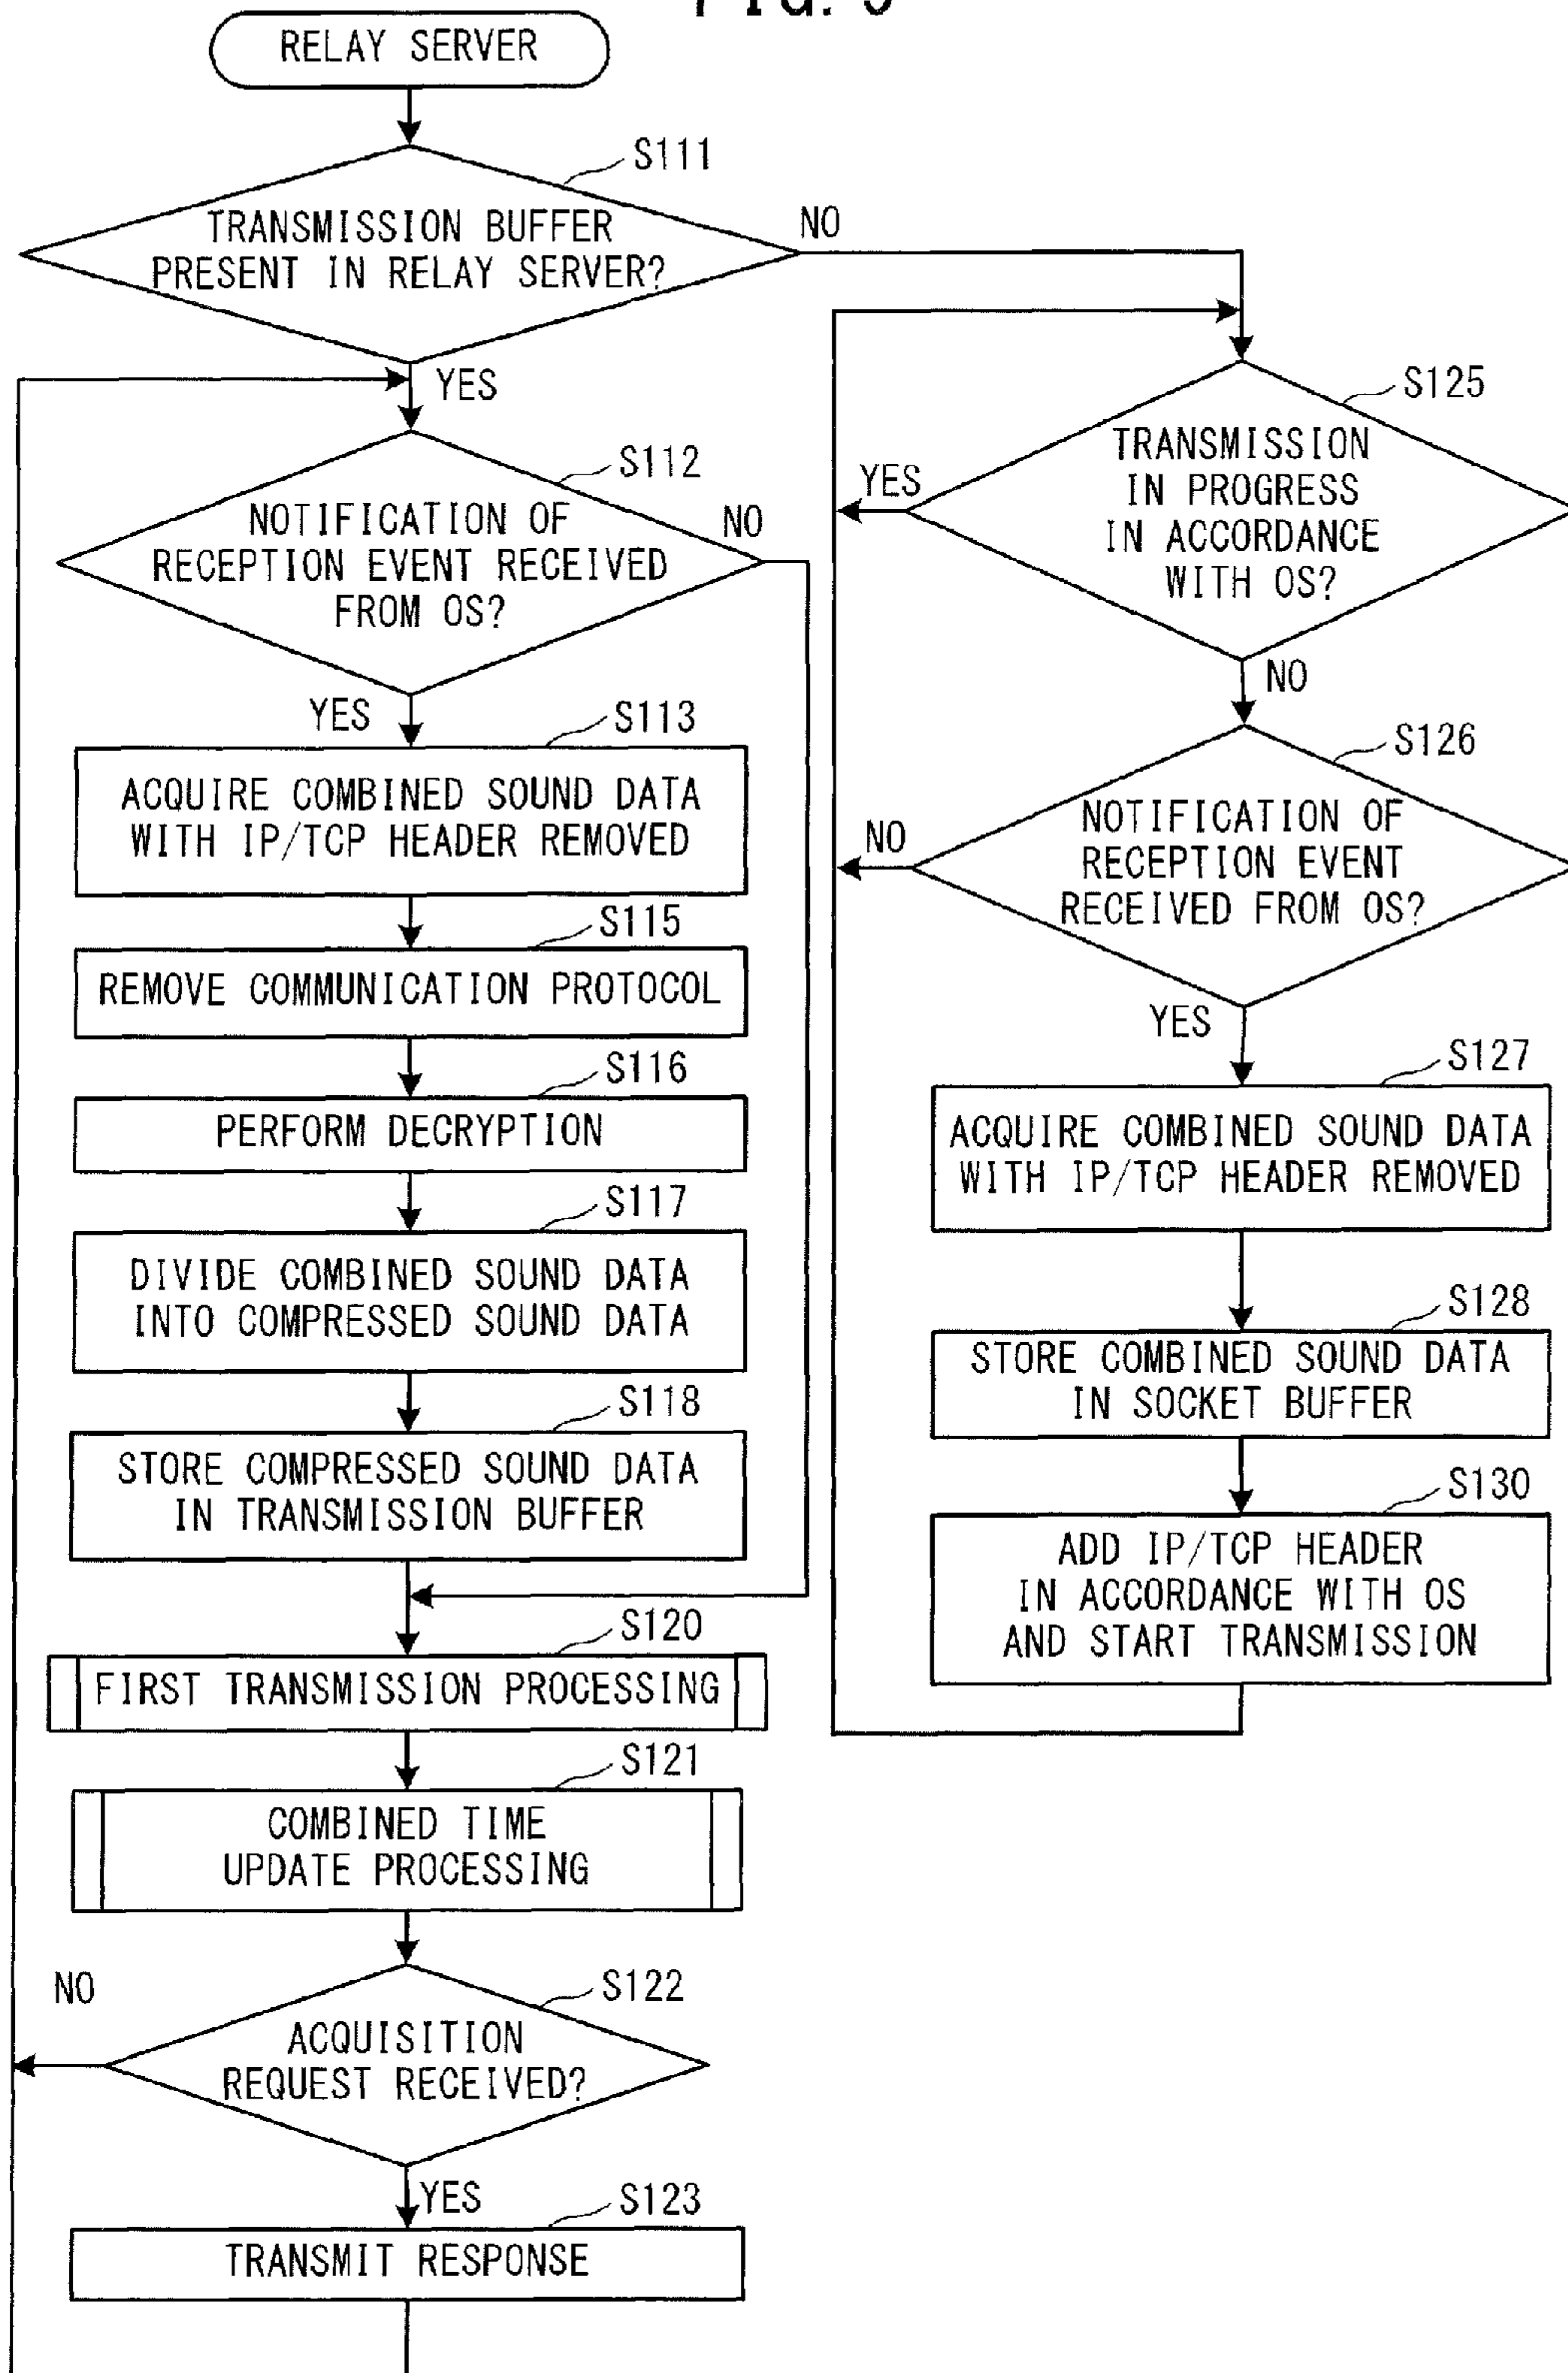 RELAY SERVER
S111
TRANSMISSION BUFFER
PRESENT IN RELAY SERVER?
NO
YES
S112
NOTIFICATION OF
RECEPTION EVENT RECEIVED
FROM OS?
NO
YES
S113
ACQUIRE COMBINED SOUND DATA
WITH IP/TCP HEADER REMOVED
S115
REMOVE COMMUNICATION PROTOCOL
S116
PERFORM DECRYPTION
S117
DIVIDE COMBINED SOUND DATA
INTO COMPRESSED SOUND DATA
S118
STORE COMPRESSED SOUND DATA
IN TRANSMISSION BUFFER
S120
FIRST TRANSMISSION PROCESSING
S121
COMBINED TIME
UPDATE PROCESSING
S122
NO
ACQUISITION
REQUEST RECEIVED?
YES
S123
TRANSMIT RESPONSE
S125
TRANSMISSION
IN PROGRESS
IN ACCORDANCE
WITH OS?
YES
NO
S126
NOTIFICATION OF
RECEPTION EVENT
RECEIVED FROM OS?
NO
YES
S127
ACQUIRE COMBINED SOUND DATA
WITH IP/TCP HEADER REMOVED
S128
STORE COMBINED SOUND DATA
IN SOCKET BUFFER
S130
ADD IP/TCP HEADER
IN ACCORDANCE WITH OS
AND START TRANSMISSION